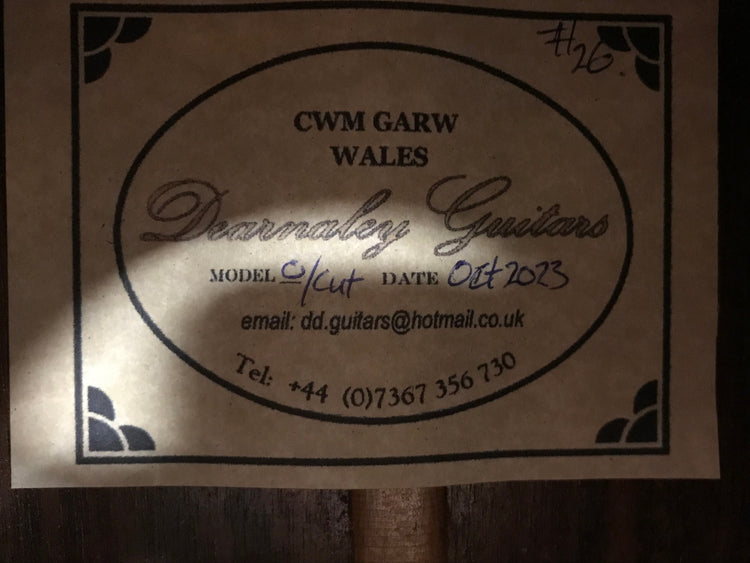 #26.
CWM GARW
WALES
Dearnaley Guitars
MODEL O/Cut DATE Oct 2023
email: dd.guitars@hotmail.co.uk
Tel: +44 (0)7367 356 730